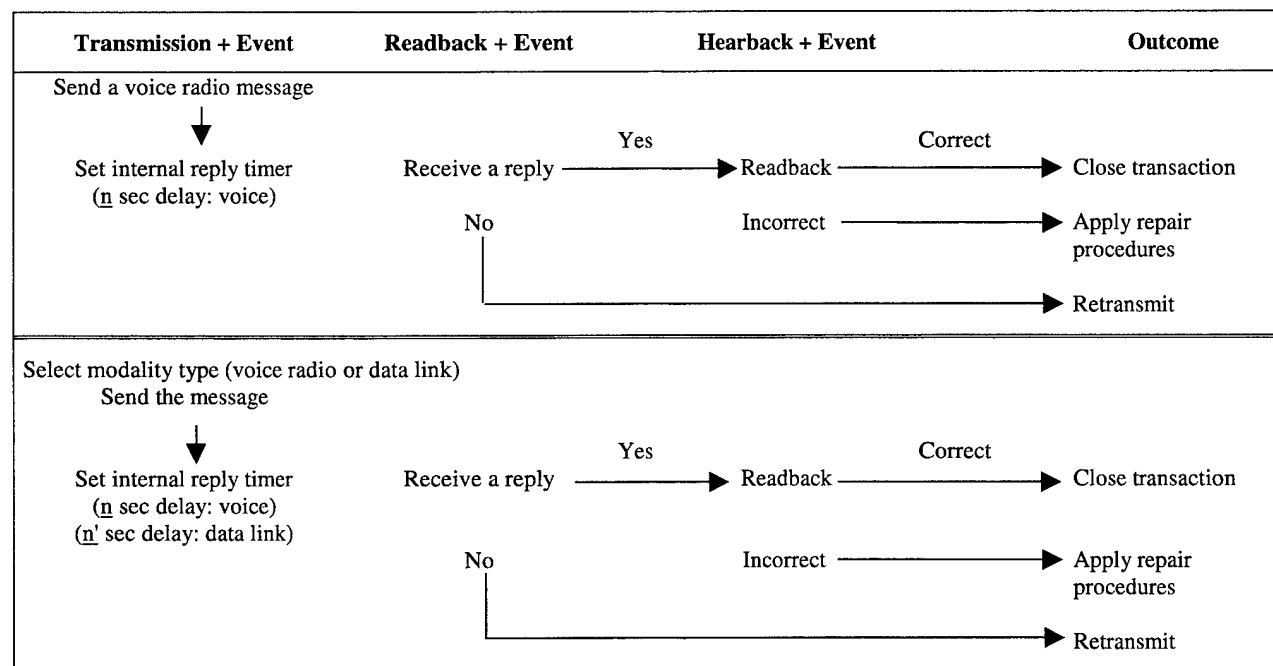 Transmission + Event Readback + Event Hearback + Event Outcome
Send a voice radio message
Yes Correct
Set internal reply timer Receive a reply Readback Close transaction
(n sec delay: voice)
No Incorrect Apply repair
procedures
Retransmit
Select modality type (voice radio or data link)
Send the message
Yes Correct
Set internal reply timer Receive a reply Readback Close transaction
(n sec delay: voice)
(n' sec delay: data link)
No Incorrect Apply repair
procedures
Retransmit